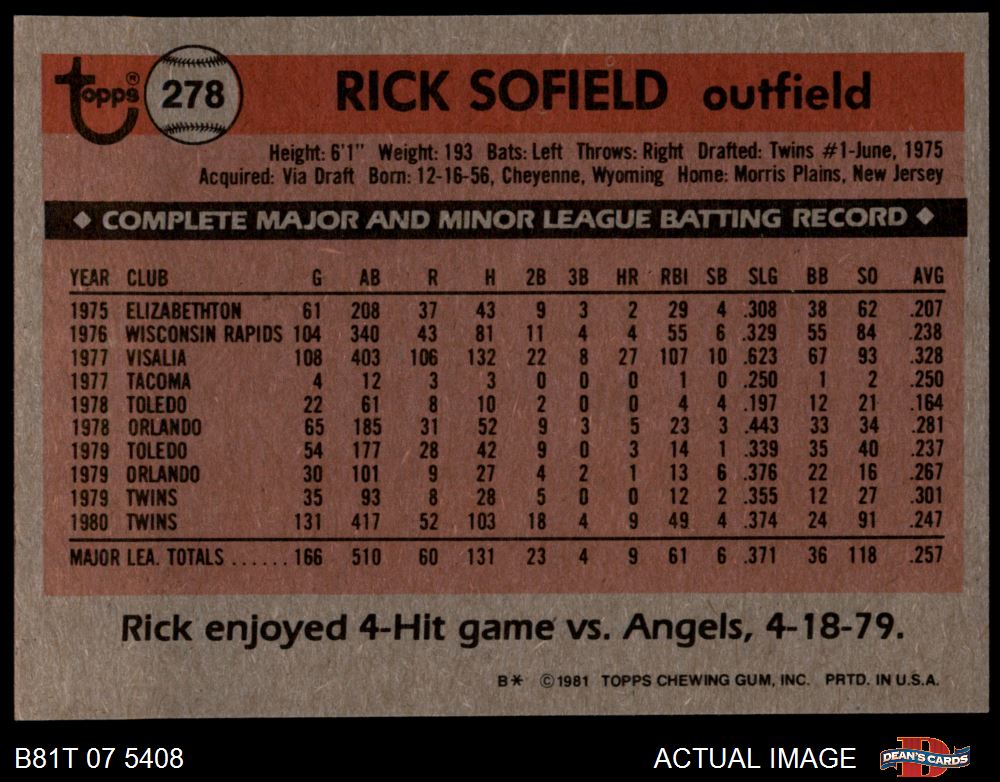 topps® 278 RICK SOFIELD outfield
Height: 6'1" Weight: 193 Bats: Left Throws: Right Drafted: Twins #1-June, 1975
Acquired: Via Draft Born: 12-16-56, Cheyenne, Wyoming Home: Morris Plains, New Jersey
◆ COMPLETE MAJOR AND MINOR LEAGUE BATTING RECORD ◆
YEAR CLUB G AB R H 2B 3B HR RBI SB SLG BB SO AVG
1975 ELIZABETHTON 61 208 37 43 9 3 2 29 4 .308 38 62 .207
1976 WISCONSIN RAPIDS 104 340 43 81 11 4 4 55 6 .329 55 84 .238
1977 VISALIA 108 403 106 132 22 8 27 107 10 .623 67 93 .328
1977 TACOMA 4 12 3 3 0 0 0 1 0 .250 1 2 .250
1978 TOLEDO 22 61 8 10 2 0 0 4 4 .197 12 21 .164
1978 ORLANDO 65 185 31 52 9 3 5 23 3 .443 33 34 .281
1979 TOLEDO 54 177 28 42 9 0 3 14 1 .339 35 40 .237
1979 ORLANDO 30 101 9 27 4 2 1 13 6 .376 22 16 .267
1979 TWINS 35 93 8 28 5 0 0 12 2 .355 12 27 .301
1980 TWINS 131 417 52 103 18 4 9 49 4 .374 24 91 .247
MAJOR LEA. TOTALS ...... 166 510 60 131 23 4 9 61 6 .371 36 118 .257
Rick enjoyed 4-Hit game vs. Angels, 4-18-79.
B* ©1981 TOPPS CHEWING GUM, INC. PRTD. IN U.S.A.
B81T 07 5408 ACTUAL IMAGE DEAN'S CARDS